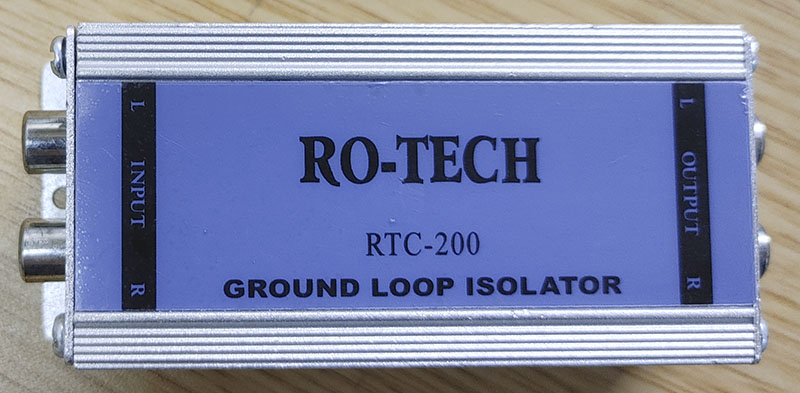 L INPUT R
RO-TECH
RTC-200
GROUND LOOP ISOLATOR
L OUTPUT R